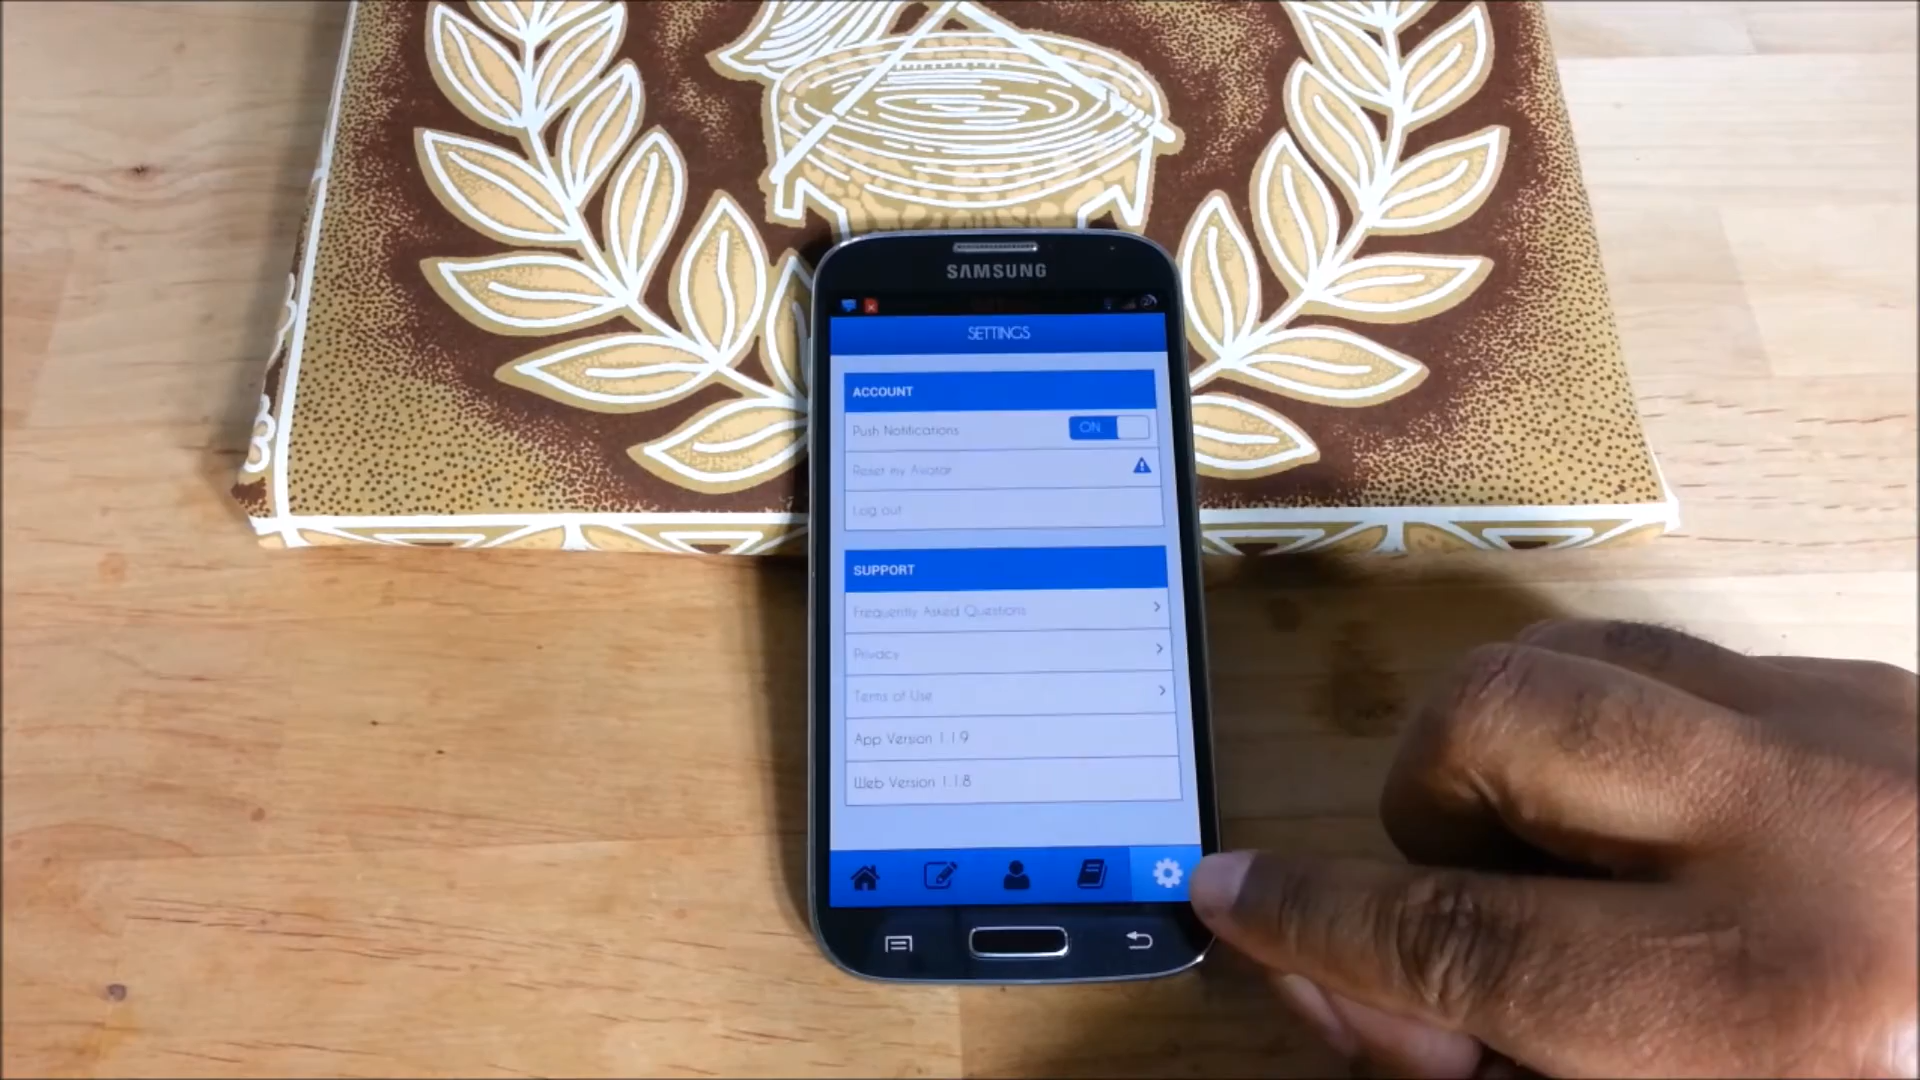 SAMSUNG
SETTINGS
ACCOUNT
Push Notifications
ON
Reset my Avatar
Log out
SUPPORT
Frequently Asked Questions
Privacy
Terms of Use
App Version 1.1.9
Web Version 1.1.8